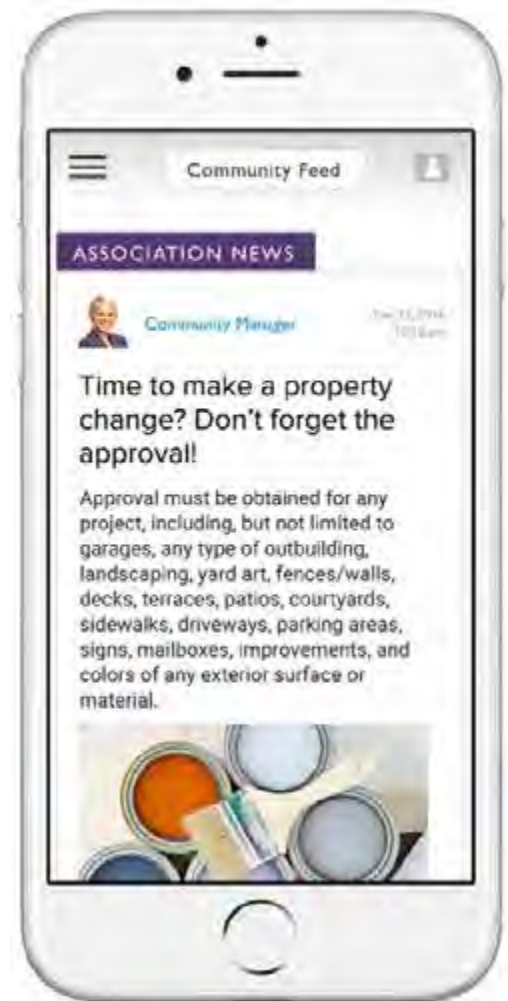 Community Feed
ASSOCIATION NEWS
Community Manager
Time to make a property
change? Don't forget the
approval!
Approval must be obtained for any
project, including, but not limited to
garages, any type of outbuilding,
landscaping, yard art, fences/walls,
decks, terraces, patios, courtyards,
sidewalks, driveways, parking areas,
signs, mailboxes, improvements, and
colors of any exterior surface or
material.